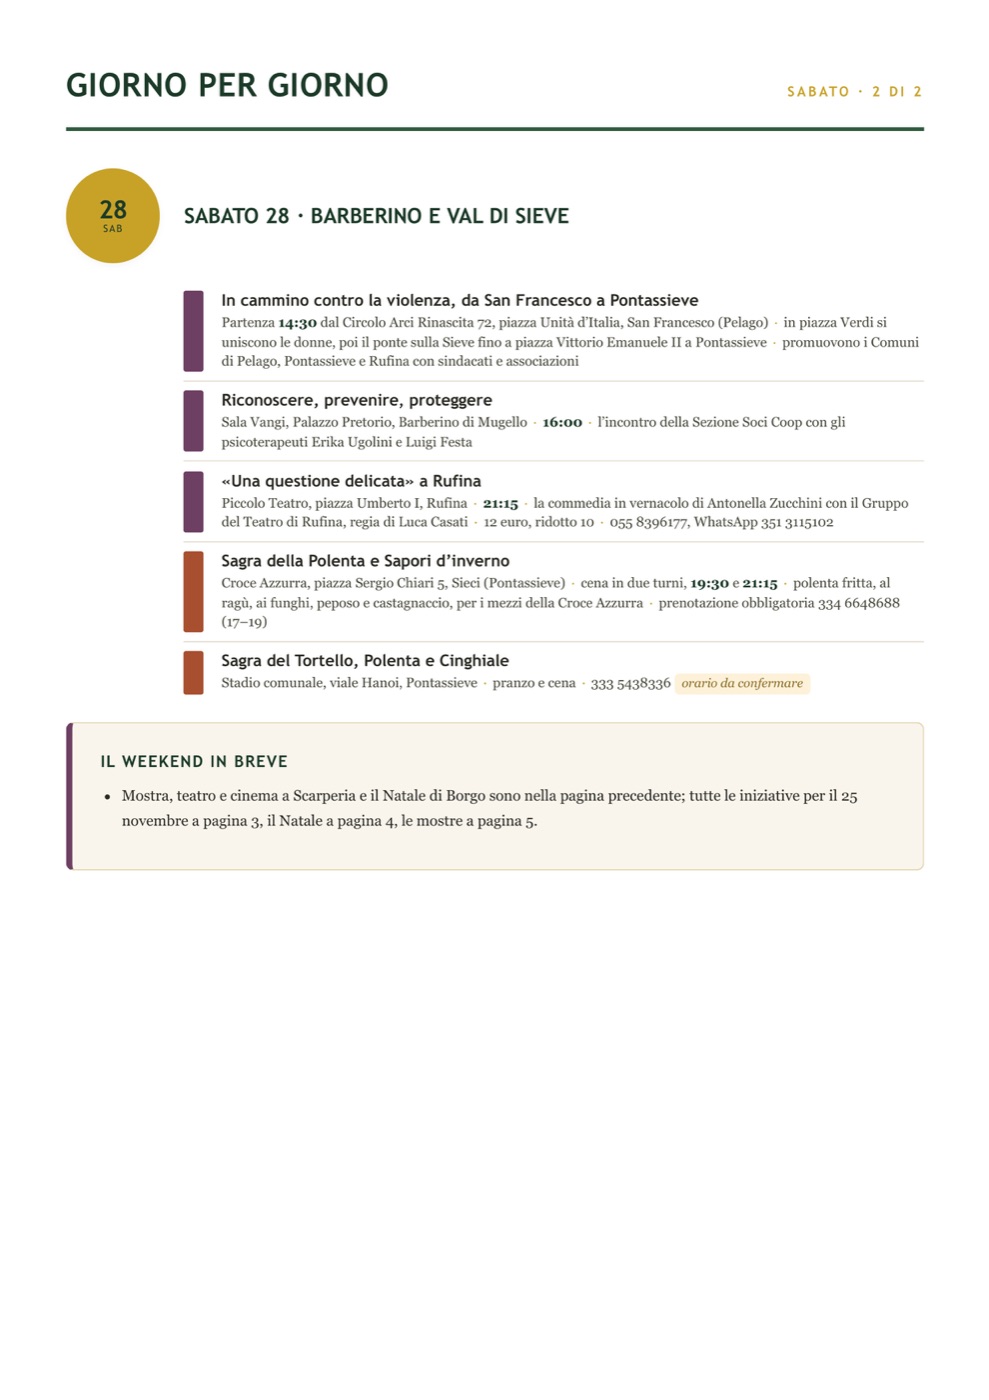 GIORNO PER GIORNO
SABATO · 2 DI 2
28
SAB
SABATO 28 · BARBERINO E VAL DI SIEVE
In cammino contro la violenza, da San Francesco a Pontassieve
Partenza 14:30 dal Circolo Arci Rinascita 72, piazza Unità d’Italia, San Francesco (Pelago) · in piazza Verdi si
uniscono le donne, poi il ponte sulla Sieve fino a piazza Vittorio Emanuele II a Pontassieve · promuovono i Comuni
di Pelago, Pontassieve e Rufina con sindacati e associazioni
Riconoscere, prevenire, proteggere
Sala Vangi, Palazzo Pretorio, Barberino di Mugello · 16:00 · l’incontro della Sezione Soci Coop con gli
psicoterapeuti Erika Ugolini e Luigi Festa
«Una questione delicata» a Rufina
Piccolo Teatro, piazza Umberto I, Rufina · 21:15 · la commedia in vernacolo di Antonella Zucchini con il Gruppo
del Teatro di Rufina, regia di Luca Casati · 12 euro, ridotto 10 · 055 8396177, WhatsApp 351 3115102
Sagra della Polenta e Sapori d’inverno
Croce Azzurra, piazza Sergio Chiari 5, Sieci (Pontassieve) · cena in due turni, 19:30 e 21:15 · polenta fritta, al
ragù, ai funghi, peposo e castagnaccio, per i mezzi della Croce Azzurra · prenotazione obbligatoria 334 6648688
(17–19)
Sagra del Tortello, Polenta e Cinghiale
Stadio comunale, viale Hanoi, Pontassieve · pranzo e cena · 333 5438336 orario da confermare
IL WEEKEND IN BREVE
• Mostra, teatro e cinema a Scarperia e il Natale di Borgo sono nella pagina precedente; tutte le iniziative per il 25
novembre a pagina 3, il Natale a pagina 4, le mostre a pagina 5.